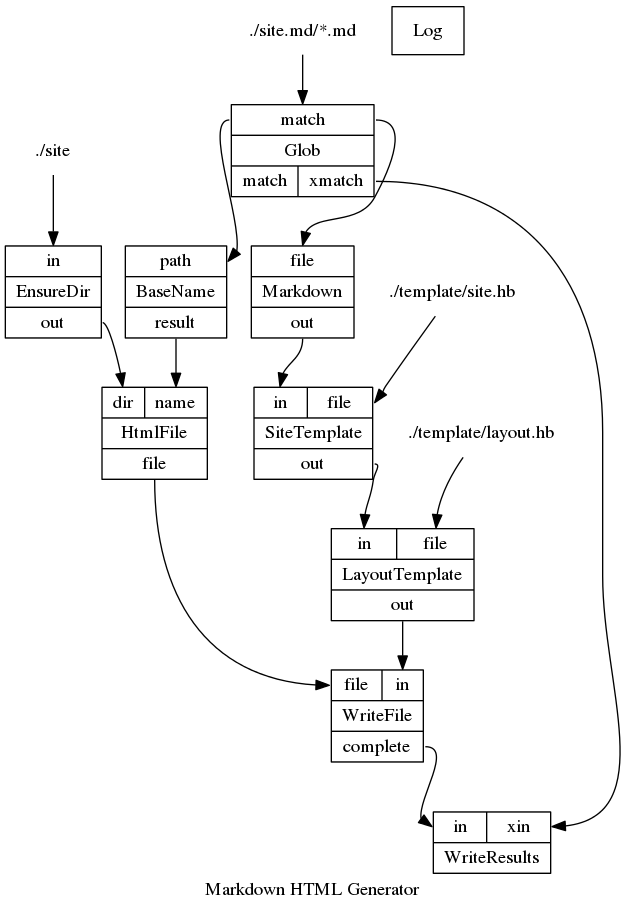 ./site.md/*.md
Log
match
Glob
match xmatch
./site
in
EnsureDir
out
path
BaseName
result
file
Markdown
out
./template/site.hb
dir name
HtmlFile
file
in file
SiteTemplate
out
./template/layout.hb
in file
LayoutTemplate
out
file in
WriteFile
complete
in xin
WriteResults
Markdown HTML Generator